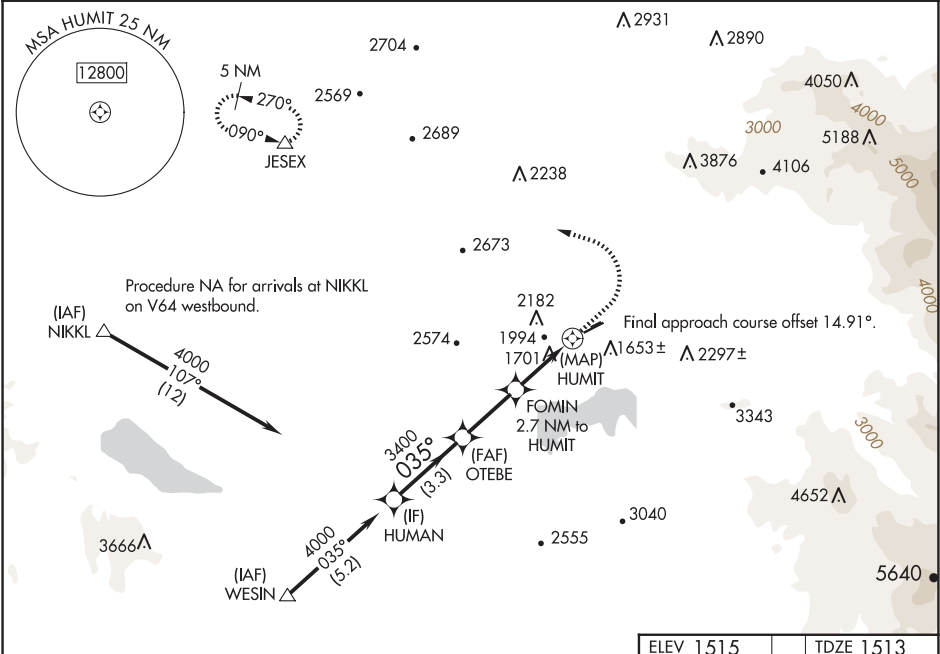 MSA HUMIT 25 NM
12800
5 NM
270°
090°
JESEX
2704
2569
2689
2931
2890
4050
4000
3000
5188
3876
4106
5000
2238
2673
4000
Procedure NA for arrivals at NIKKL
on V64 westbound.
(IAF)
NIKKL
4000
107°
(12)
2182
1994
2574
1701
(MAP)
HUMIT
Final approach course offset 14.91°.
1653±
2297±
FOMIN
2.7 NM to
HUMIT
3343
3000
3400
035°
(3.3)
(FAF)
OTEBE
(IF)
HUMAN
4652
3040
2555
3666
4000
035°
(5.2)
(IAF)
WESIN
5640
ELEV 1515
TDZE 1513